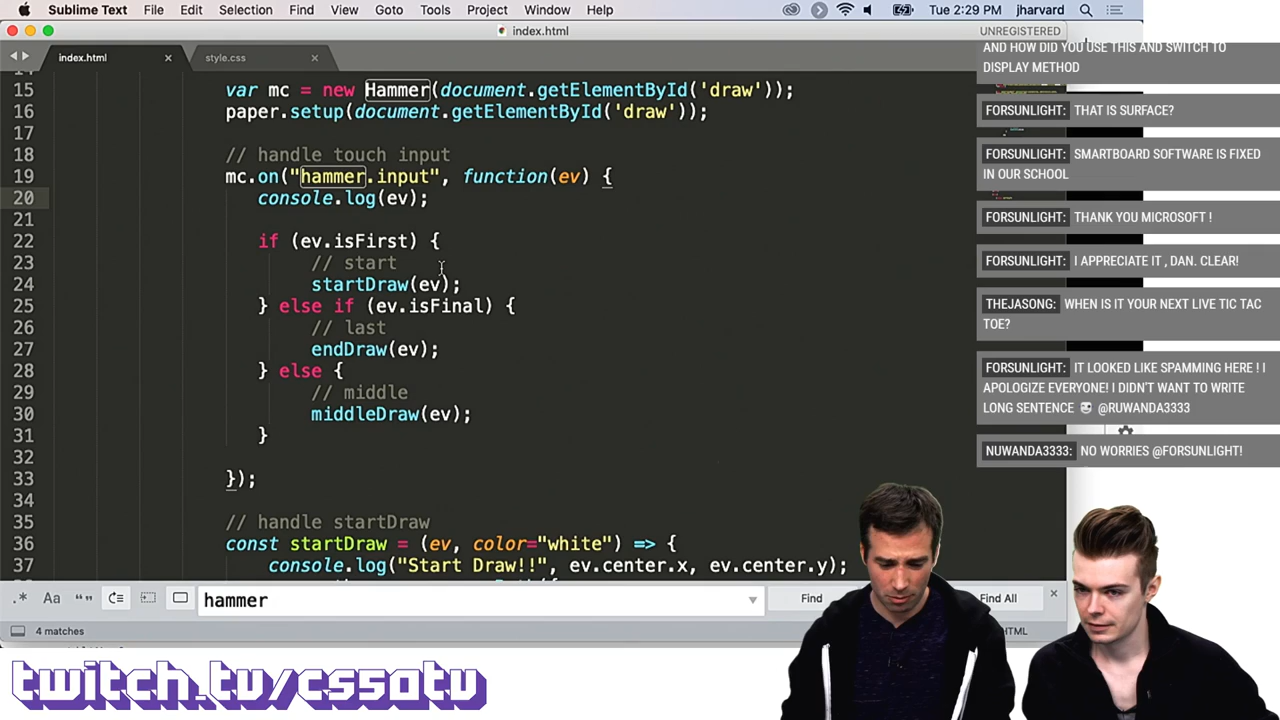 Sublime Text File Edit Selection Find View Goto Tools Project Window Help Tue 2:29 PM jharvard
index.html UNREGISTERED
index.html × style.css ×
15 var mc = new Hammer(document.getElementById('draw'));
16 paper.setup(document.getElementById('draw'));
17
18 // handle touch input
19 mc.on("hammer.input", function(ev) {
20 console.log(ev);
21
22 if (ev.isFirst) {
23 // start
24 startDraw(ev);
25 } else if (ev.isFinal) {
26 // last
27 endDraw(ev);
28 } else {
29 // middle
30 middleDraw(ev);
31 }
32
33 });
34
35 // handle startDraw
36 const startDraw = (ev, color="white") => {
37 console.log("Start Draw!!", ev.center.x, ev.center.y);
AND HOW DID YOU USE THIS AND SWITCH TO
DISPLAY METHOD
FORSUNLIGHT: THAT IS SURFACE?
FORSUNLIGHT: SMARTBOARD SOFTWARE IS FIXED
IN OUR SCHOOL
FORSUNLIGHT: THANK YOU MICROSOFT !
FORSUNLIGHT: I APPRECIATE IT , DAN. CLEAR!
THEJASONG: WHEN IS IT YOUR NEXT LIVE TIC TAC
TOE?
FORSUNLIGHT: IT LOOKED LIKE SPAMMING HERE ! I
APOLOGIZE EVERYONE! I DIDN'T WANT TO WRITE
LONG SENTENCE @RUWANDA3333
NUWANDA3333: NO WORRIES @FORSUNLIGHT!
.* Aa “” hammer Find Find All ×
4 matches HTML
twitch.tv/cs50tv